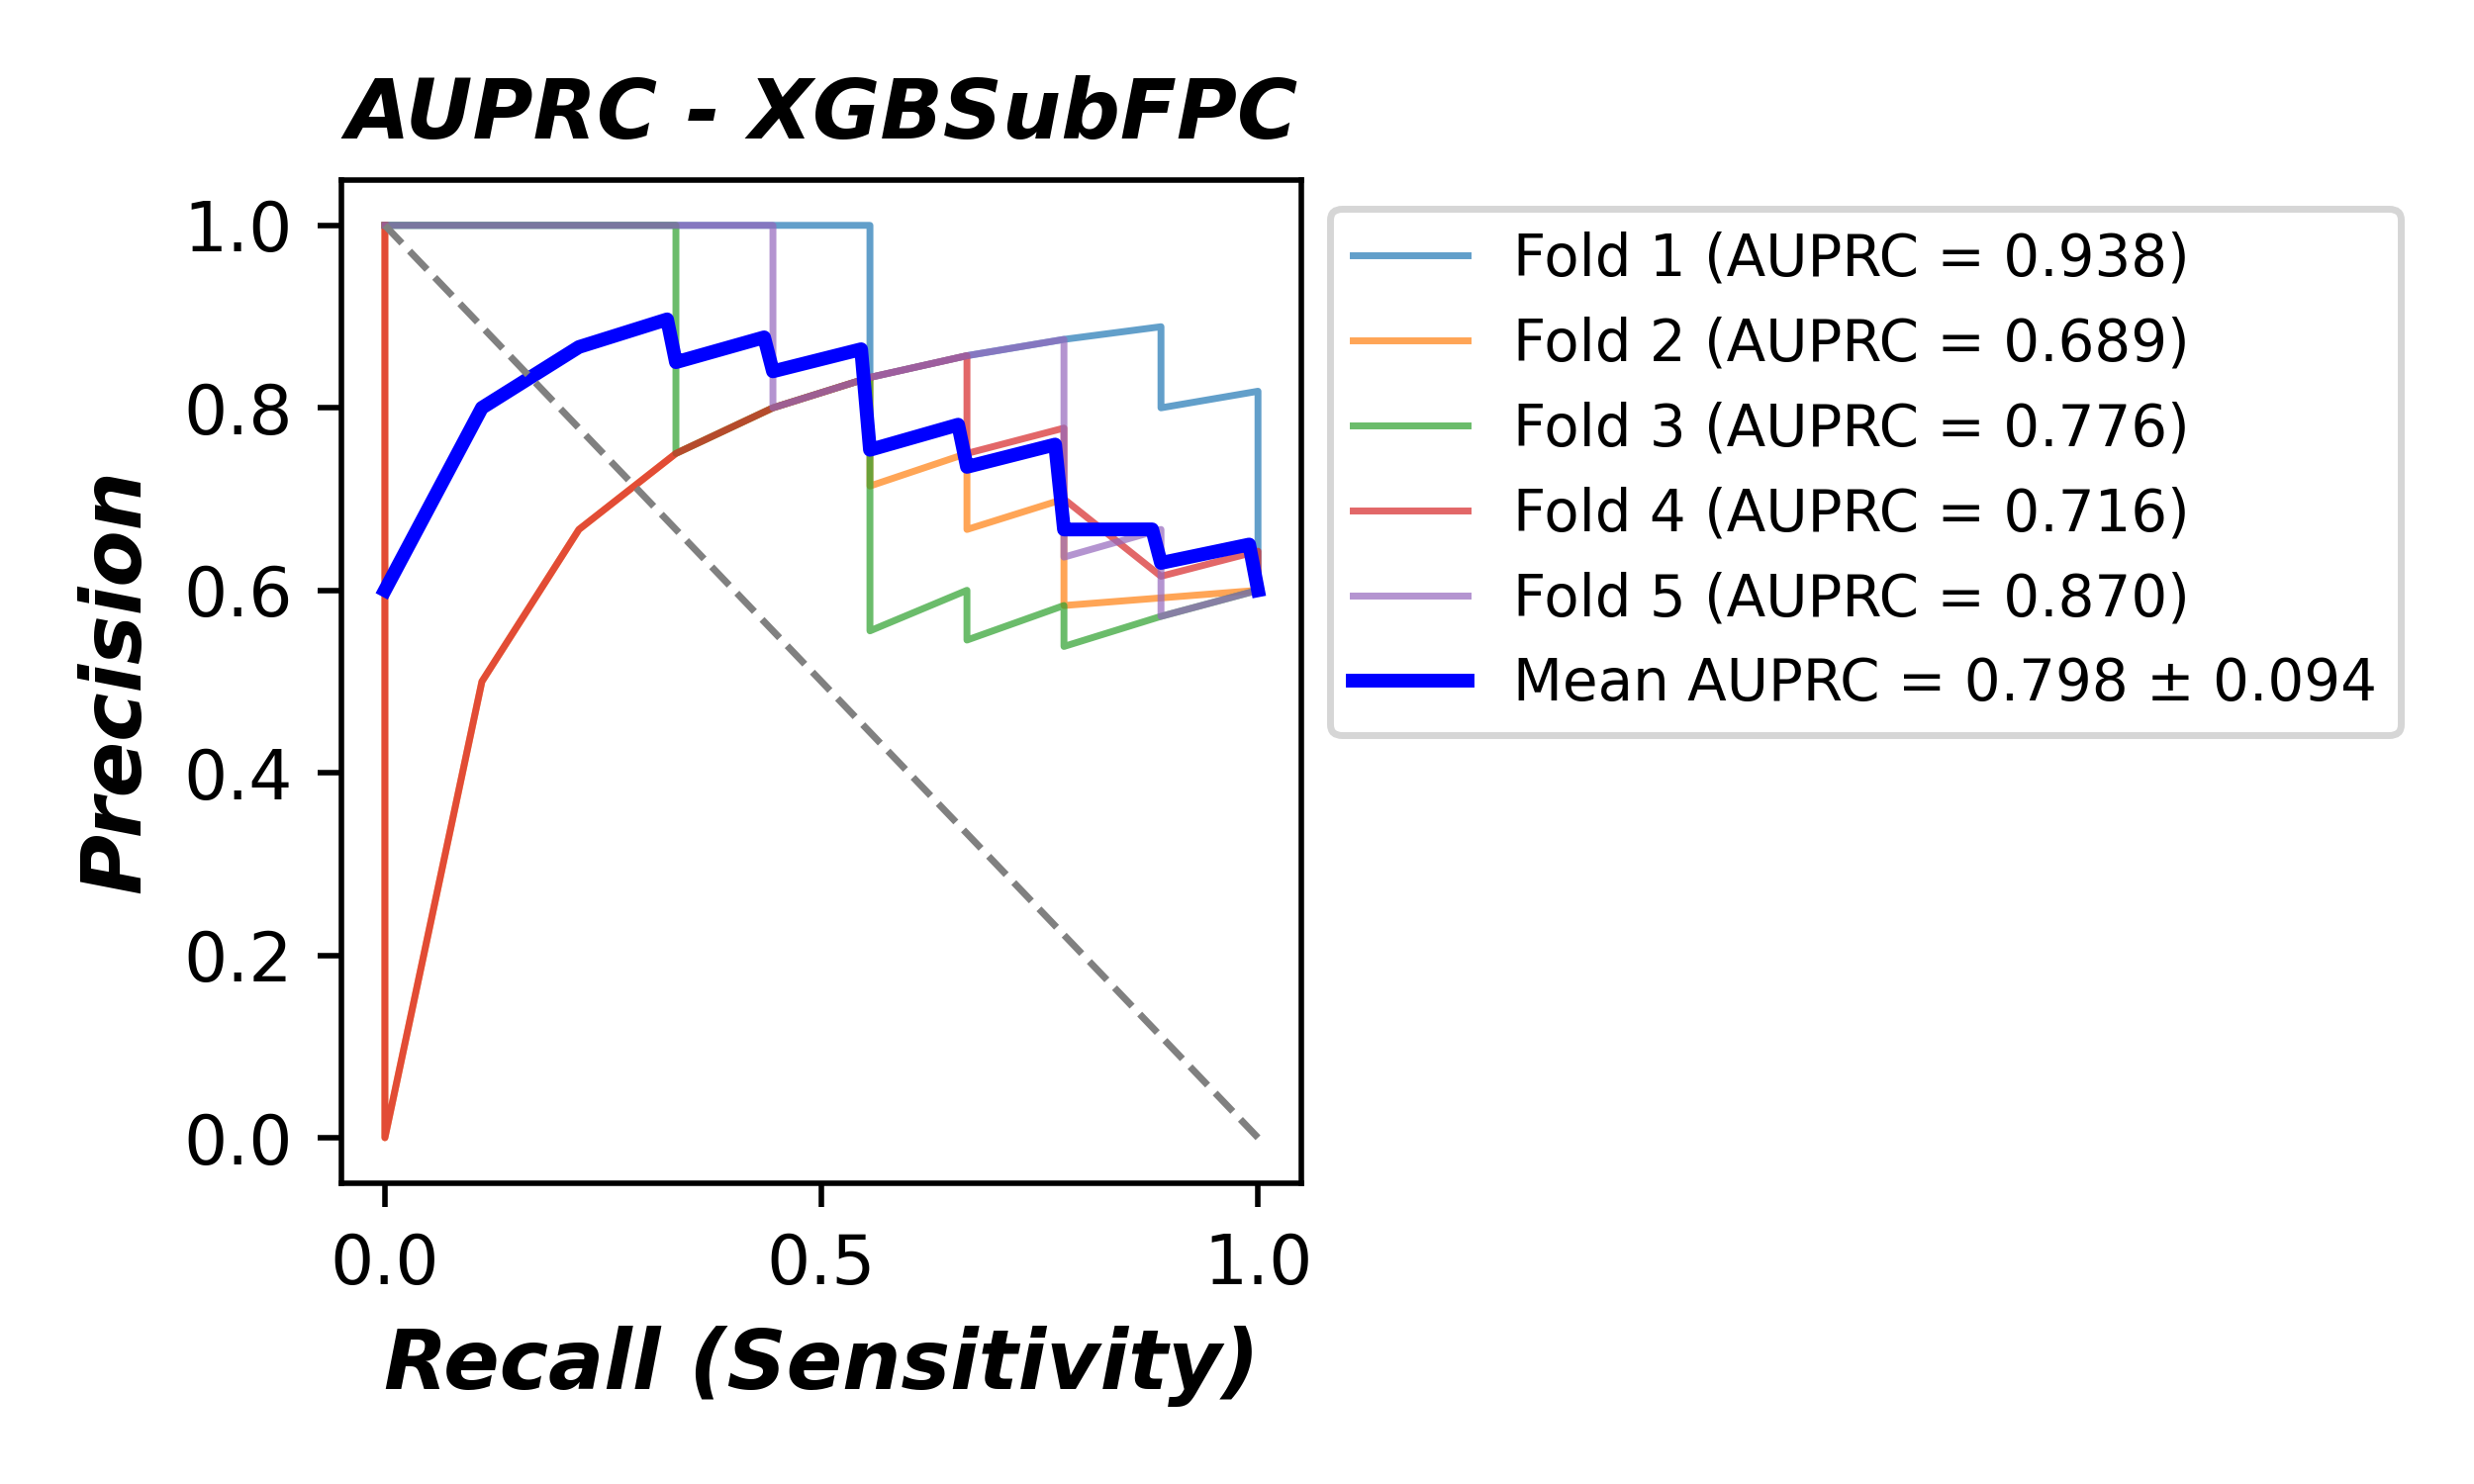 AUPRC - XGBSubFPC
Precision
1.0
0.8
0.6
0.4
0.2
0.0
0.0 0.5 1.0
Recall (Sensitivity)
Fold 1 (AUPRC = 0.938)
Fold 2 (AUPRC = 0.689)
Fold 3 (AUPRC = 0.776)
Fold 4 (AUPRC = 0.716)
Fold 5 (AUPRC = 0.870)
Mean AUPRC = 0.798 ± 0.094